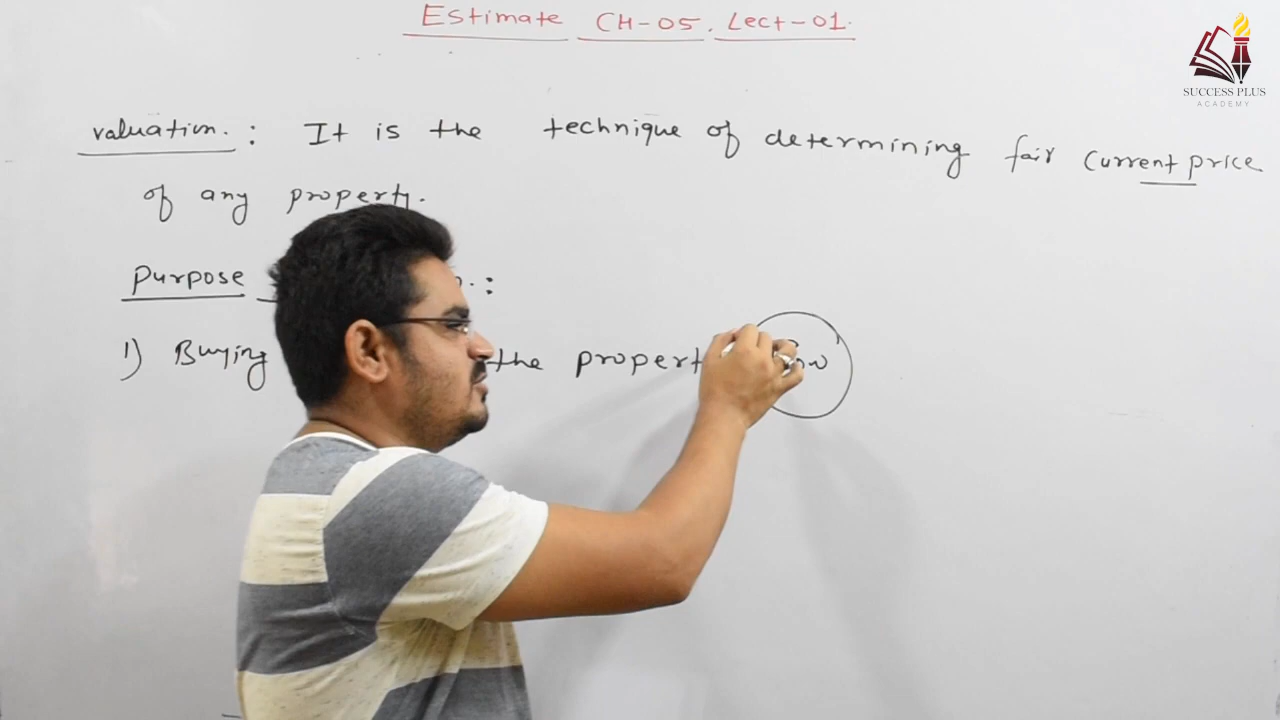 Estimate CH-05. Lect-01.
SUCCESS PLUS
ACADEMY
valuation. : It is the technique of determining fair current price
of any property.
Purpose :
1) Buying the propert